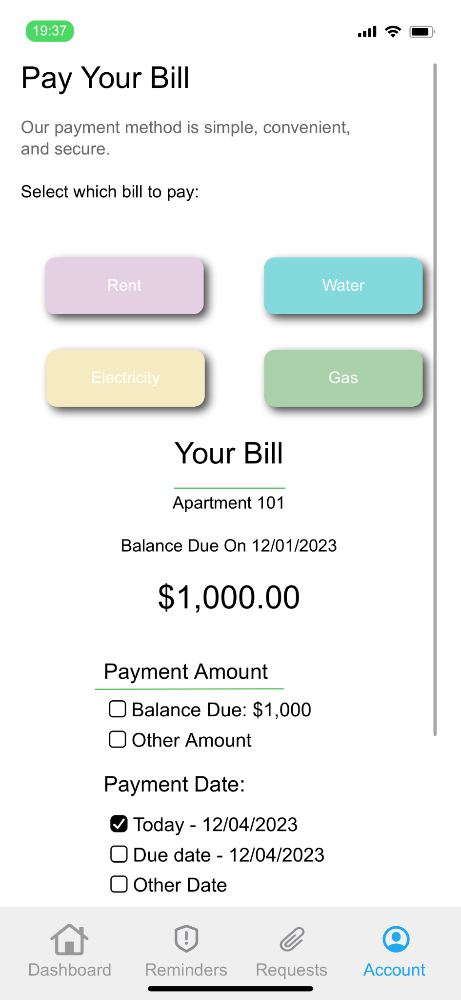 19:37
Pay Your Bill
Our payment method is simple, convenient,
and secure.
Select which bill to pay:
Rent
Water
Electricity
Gas
Your Bill
Apartment 101
Balance Due On 12/01/2023
$1,000.00
Payment Amount
Balance Due: $1,000
Other Amount
Payment Date:
Today - 12/04/2023
Due date - 12/04/2023
Other Date
Dashboard
Reminders
Requests
Account